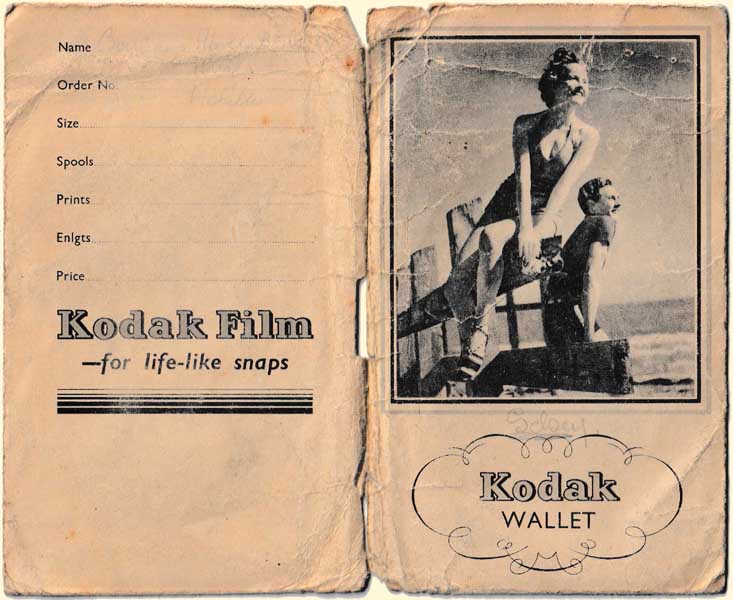 Name
Order No.
Size
Spools
Prints
Enlgts
Price
Kodak Film
—for life-like snaps
Kodak
WALLET